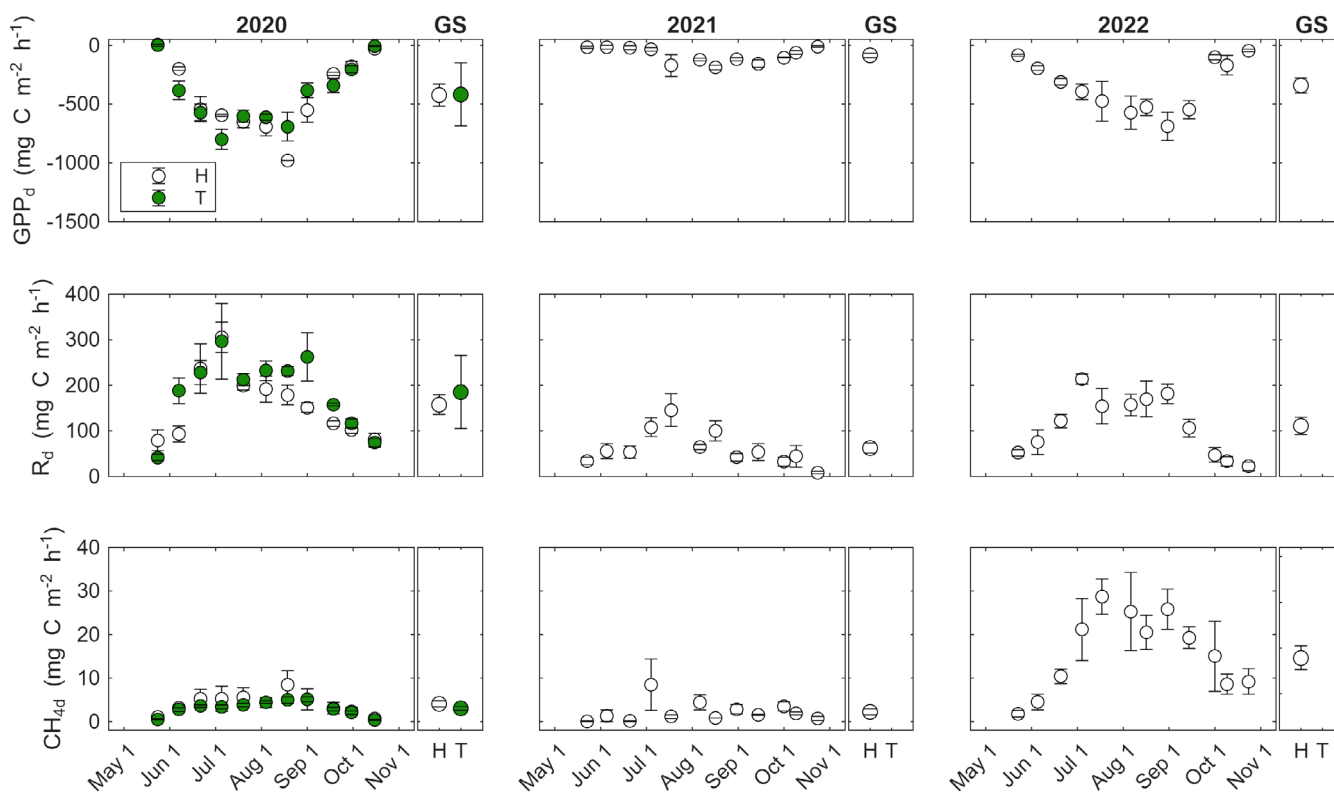 2020 GS 2021 GS 2022 GS
GPP_d (mg C m⁻² h⁻¹)
0
-500
-1000
-1500
H
T
R_d (mg C m⁻² h⁻¹)
400
300
200
100
0
CH_4d (mg C m⁻² h⁻¹)
40
30
20
10
0
May 1 Jun 1 Jul 1 Aug 1 Sep 1 Oct 1 Nov 1 H T May 1 Jun 1 Jul 1 Aug 1 Sep 1 Oct 1 Nov 1 H T May 1 Jun 1 Jul 1 Aug 1 Sep 1 Oct 1 Nov 1 H T